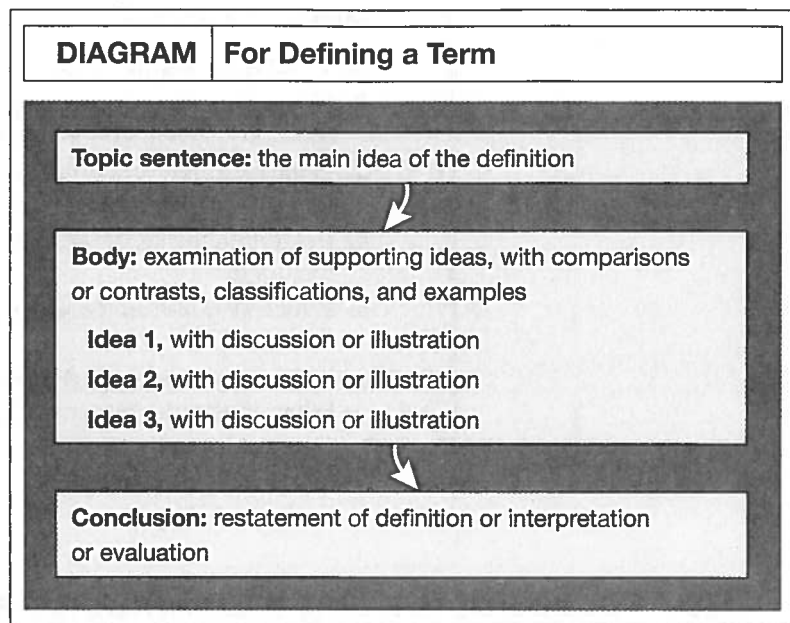 DIAGRAM For Defining a Term
Topic sentence: the main idea of the definition
Body: examination of supporting ideas, with comparisons
or contrasts, classifications, and examples
Idea 1, with discussion or illustration
Idea 2, with discussion or illustration
Idea 3, with discussion or illustration
Conclusion: restatement of definition or interpretation
or evaluation